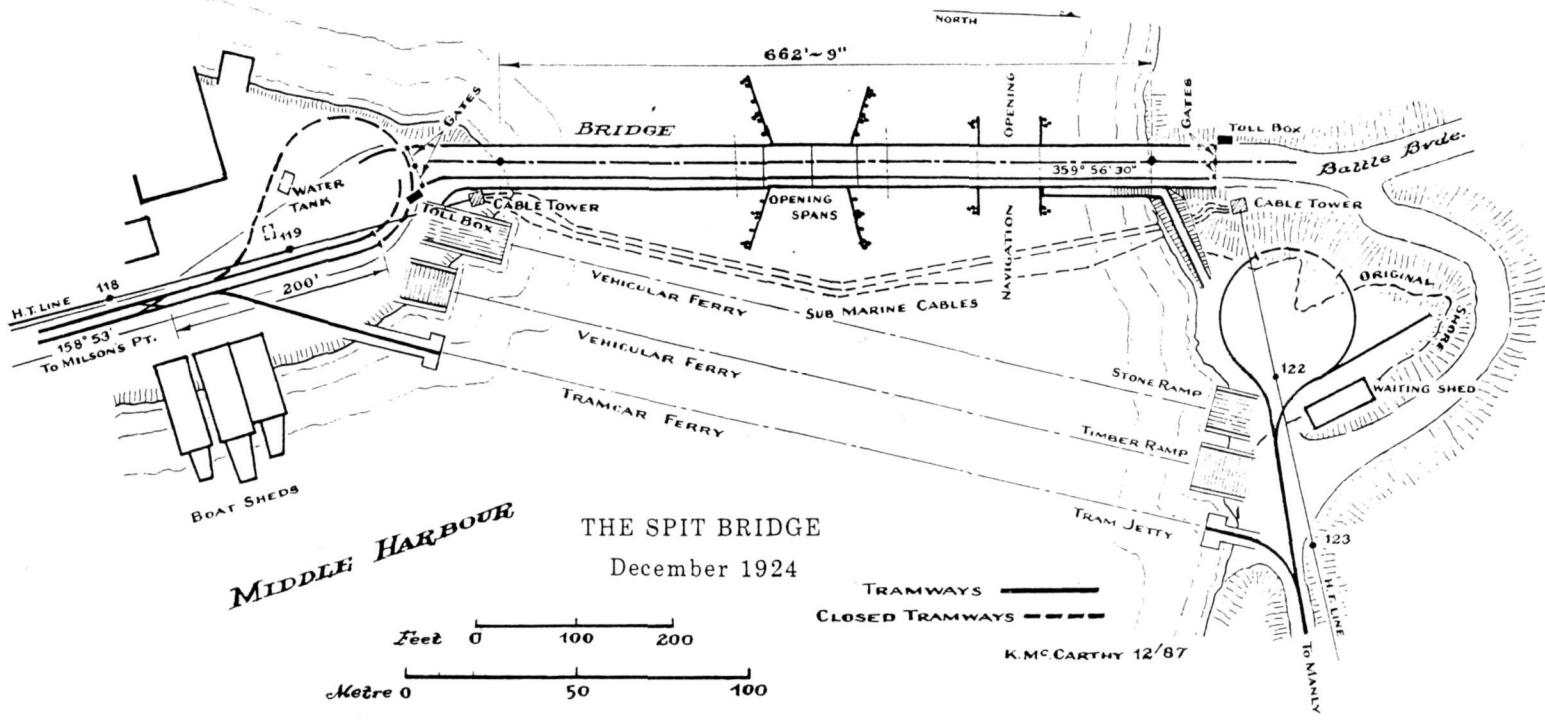 NORTH
662'~9"
GATES
BRIDGE
OPENING
GATES
TOLL BOX
Battle Bvde.
359° 56' 30"
WATER
TANK
CABLE TOWER
OPENING
SPANS
CABLE TOWER
TOLL BOX
119
118
200'
H.T. LINE
158° 53'
TO MILSON'S PT.
VEHICULAR FERRY
SUB MARINE CABLES
NAVIGATION
ORIGINAL
SHORE
VEHICULAR FERRY
TRAMCAR FERRY
STONE RAMP
122
WAITING SHED
TIMBER RAMP
BOAT SHEDS
TRAM JETTY
MIDDLE HARBOUR
THE SPIT BRIDGE
December 1924
123
H.T. LINE
TRAMWAYS
CLOSED TRAMWAYS
Feet 0 100 200
K. McCARTHY 12/87
TO MANLY
Metre 0 50 100